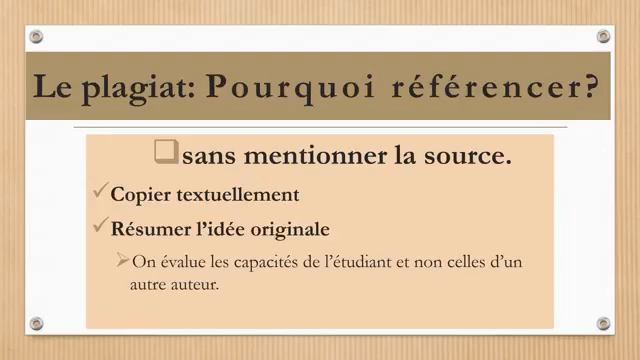 Le plagiat: Pourquoi référencer?
sans mentionner la source.
Copier textuellement
Résumer l'idée originale
On évalue les capacités de l'étudiant et non celles d'un
autre auteur.